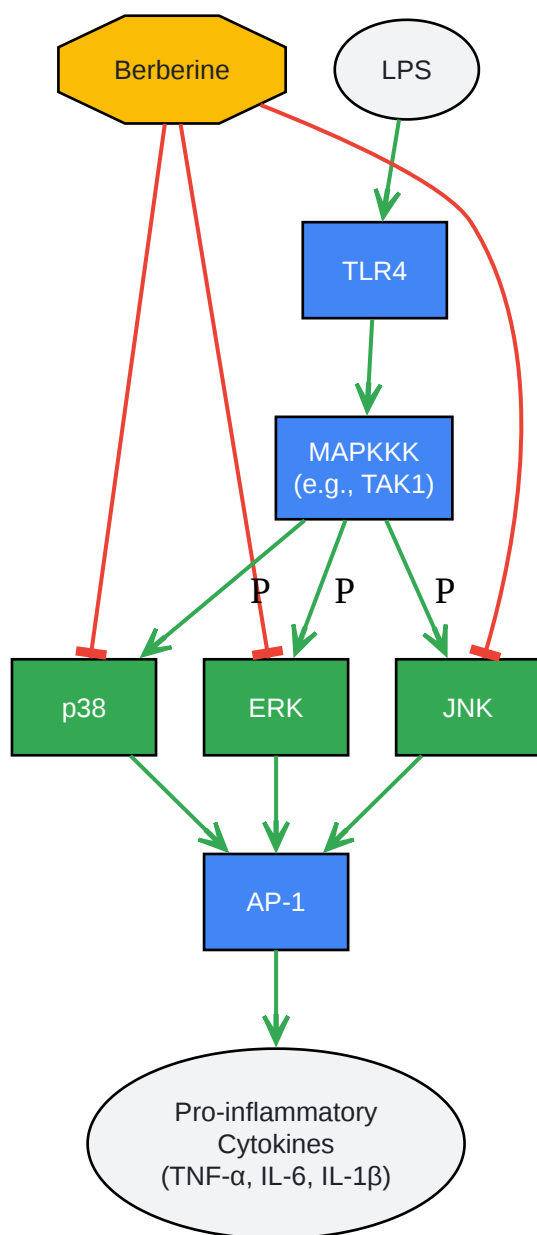 Berberine
LPS
TLR4
MAPKKK
(e.g., TAK1)
P
P
P
p38
ERK
JNK
AP-1
Pro-inflammatory
Cytokines
(TNF-α, IL-6, IL-1β)